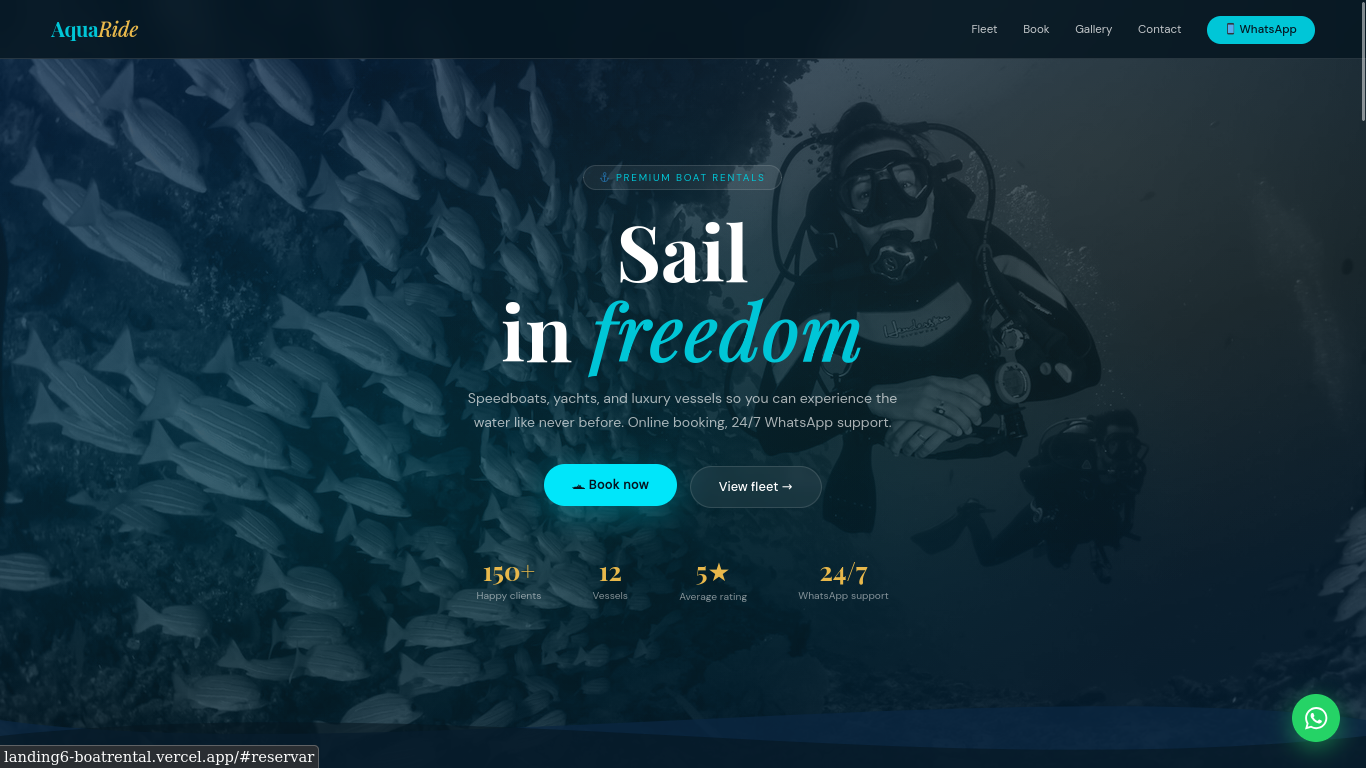 AquaRide
Fleet
Book
Gallery
Contact
WhatsApp
PREMIUM BOAT RENTALS
Sail
in freedom
Speedboats, yachts, and luxury vessels so you can experience the
water like never before. Online booking, 24/7 WhatsApp support.
Book now
View fleet →
150+
Happy clients
12
Vessels
5★
Average rating
24/7
WhatsApp support
landing6-boatrental.vercel.app/#reservar